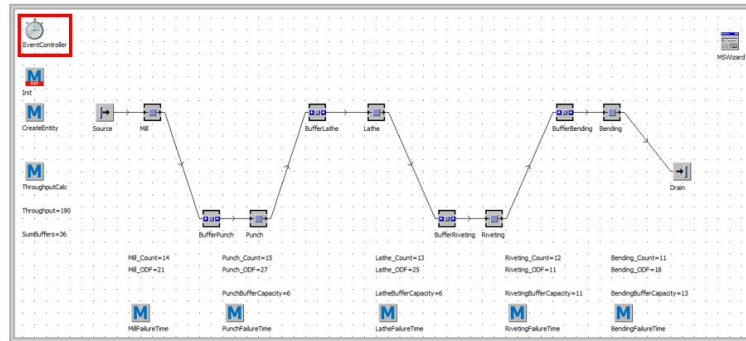 EventController
MSWizard
M
INIT
Init
M
CreateEntity
Source
Mill
BufferLathe
Lathe
BufferBending
Bending
M
ThroughputCalc
Drain
Throughput=190
SumBuffers=36
BufferPunch
Punch
BufferRiveting
Riveting
Mill_Count=14
Punch_Count=15
Lathe_Count=13
Riveting_Count=12
Bending_Count=11
Mill_ODF=21
Punch_ODF=27
Lathe_ODF=25
Riveting_ODF=11
Bending_ODF=18
PunchBufferCapacity=6
LatheBufferCapacity=6
RivetingBufferCapacity=11
BendingBufferCapacity=13
M
M
M
M
M
MillFailureTime
PunchFailureTime
LatheFailureTime
RivetingFailureTime
BendingFailureTime